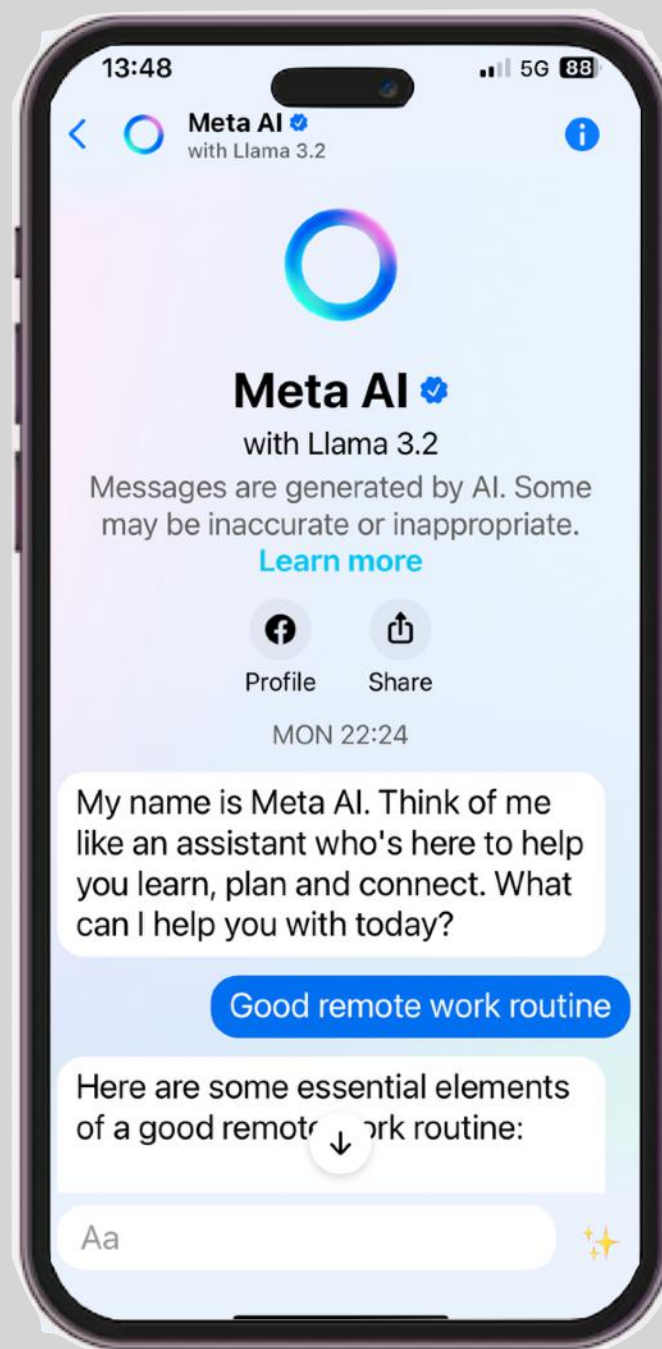 13:48
5G 88
Meta AI
with Llama 3.2
Meta AI
with Llama 3.2
Messages are generated by AI. Some
may be inaccurate or inappropriate.
Learn more
Profile Share
MON 22:24
My name is Meta AI. Think of me
like an assistant who's here to help
you learn, plan and connect. What
can I help you with today?
Good remote work routine
Here are some essential elements
of a good remote work routine:
Aa